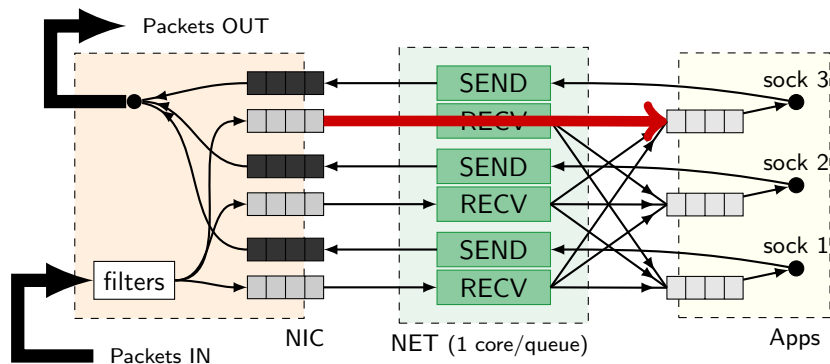 Packets OUT
SEND
sock 3
RECV
SEND
sock 2
RECV
SEND
sock 1
filters
RECV
NIC
NET (1 core/queue)
Apps
Packets IN